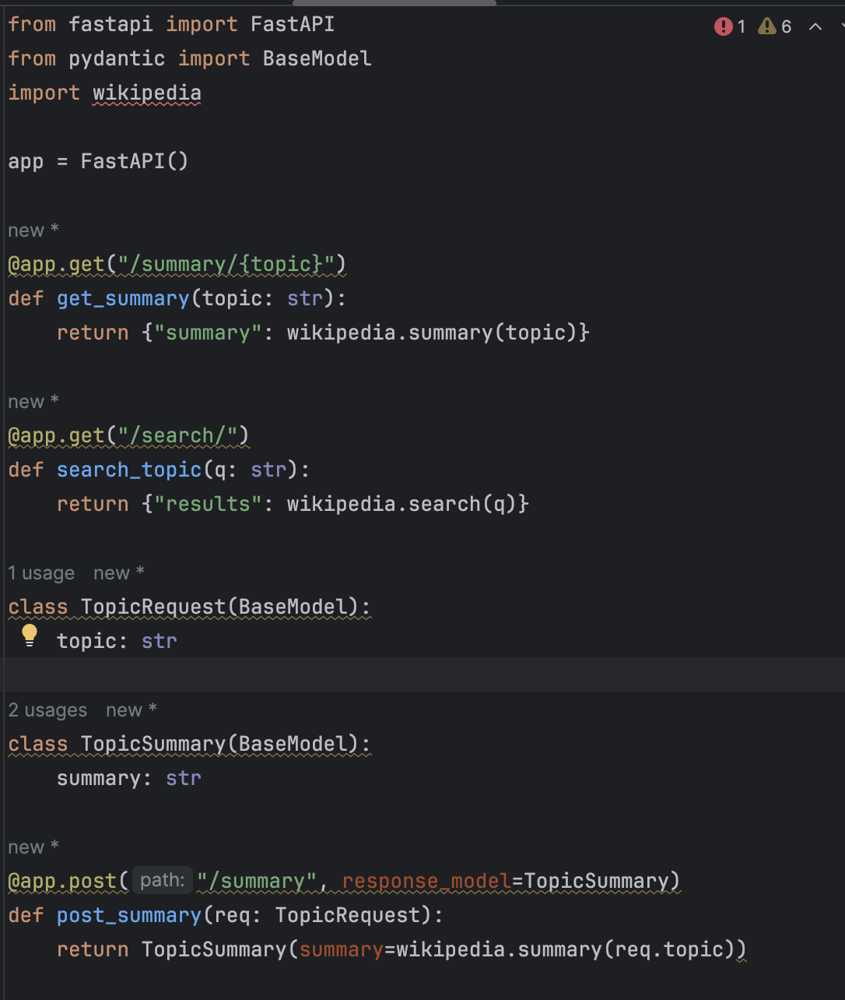 from fastapi import FastAPI
1 6
from pydantic import BaseModel
import wikipedia
app = FastAPI()
new *
@app.get("/summary/{topic}")
def get_summary(topic: str):
    return {"summary": wikipedia.summary(topic)}
new *
@app.get("/search/")
def search_topic(q: str):
    return {"results": wikipedia.search(q)}
1 usage new *
class TopicRequest(BaseModel):
    topic: str
2 usages new *
class TopicSummary(BaseModel):
    summary: str
new *
@app.post( path: "/summary", response_model=TopicSummary)
def post_summary(req: TopicRequest):
    return TopicSummary(summary=wikipedia.summary(req.topic))